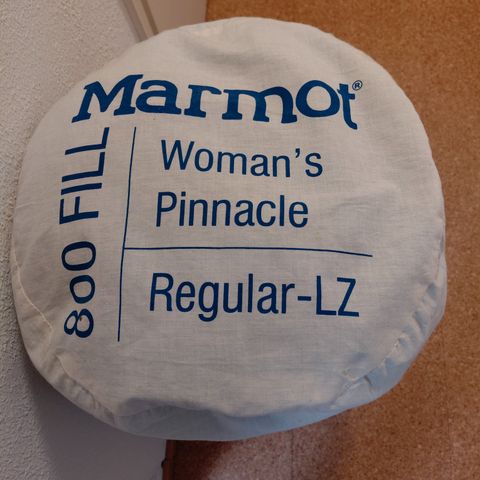 Marmot®
800 FILL
Woman's
Pinnacle
Regular-LZ